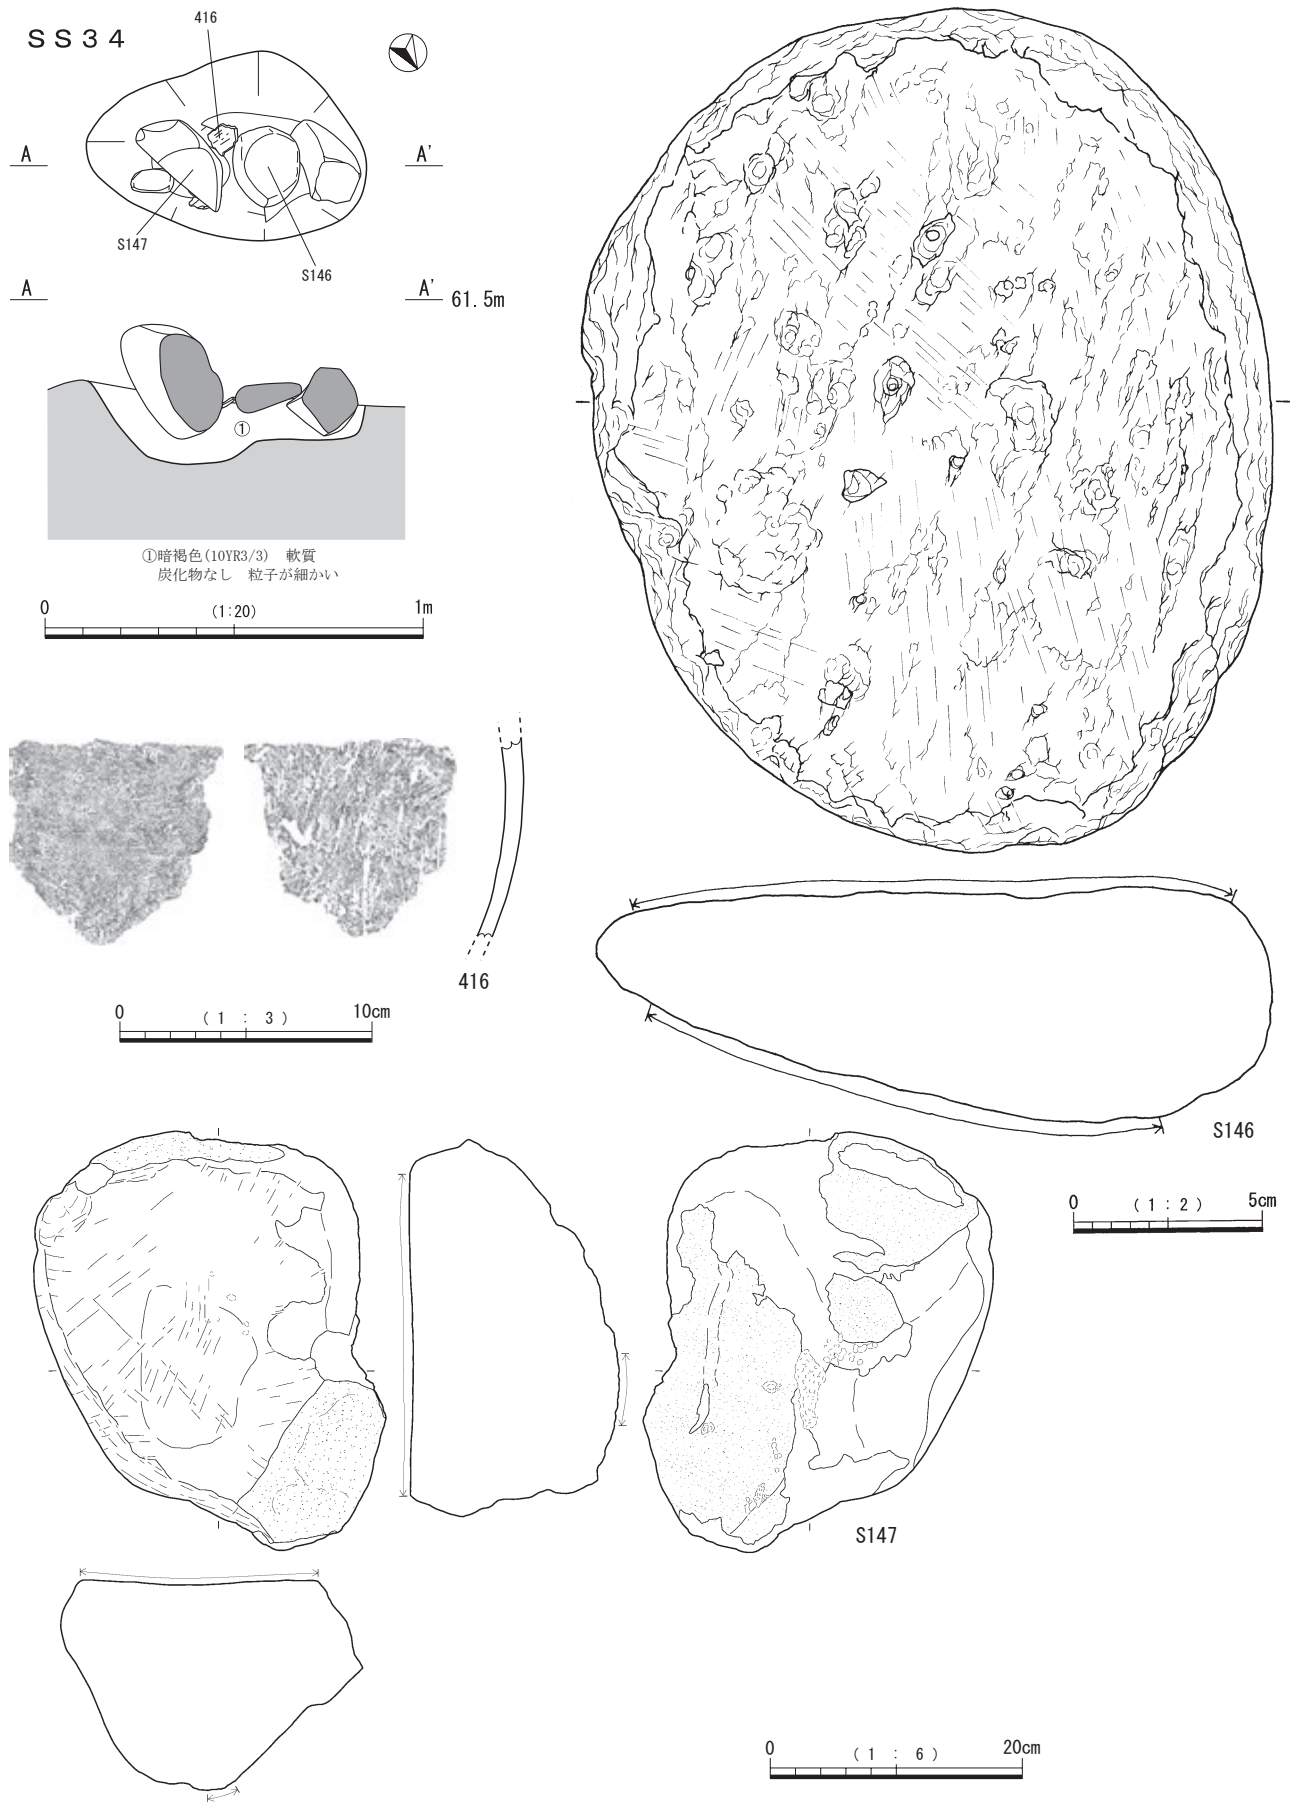 SS34
416
A A'
S147
S146
A A' 61.5m
①
①暗褐色(10YR3/3) 軟質
炭化物なし 粒子が細かい
0 (1:20) 1m
416
0 (1 : 3) 10cm
S146
0 (1:2) 5cm
S147
0 (1 : 6) 20cm